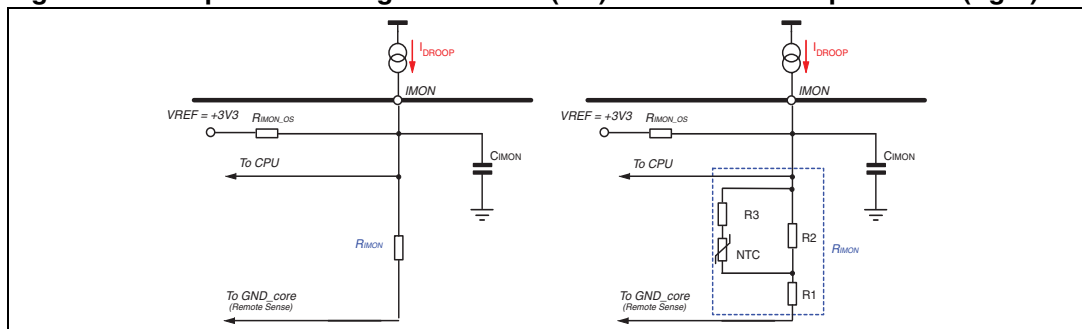 IDROOP
IMON
VREF = +3V3
RIMON_OS
CIMON
To CPU
RIMON
To GND_core
(Remote Sense)
IDROOP
IMON
VREF = +3V3
RIMON_OS
CIMON
To CPU
R3
R2
RIMON
NTC
R1
To GND_core
(Remote Sense)